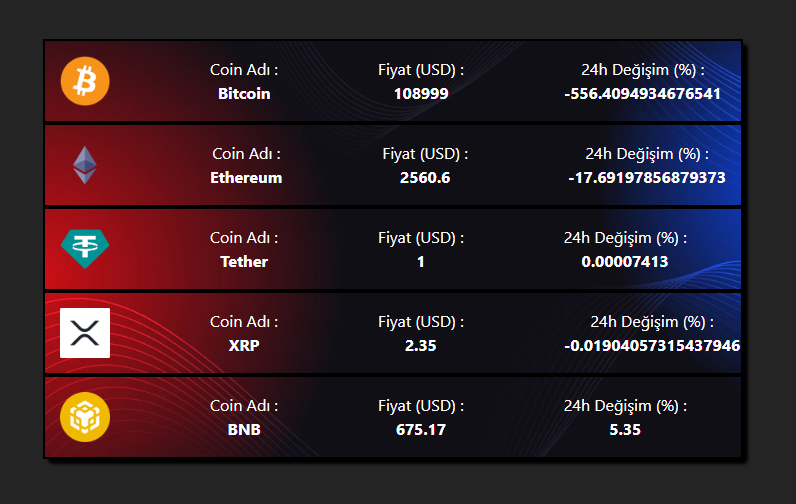 Coin Adı : Fiyat (USD) : 24h Değişim (%) :
Bitcoin 108999 -556.4094934676541
Coin Adı : Fiyat (USD) : 24h Değişim (%) :
Ethereum 2560.6 -17.69197856879373
Coin Adı : Fiyat (USD) : 24h Değişim (%) :
Tether 1 0.00007413
Coin Adı : Fiyat (USD) : 24h Değişim (%) :
XRP 2.35 -0.01904057315437946
Coin Adı : Fiyat (USD) : 24h Değişim (%) :
BNB 675.17 5.35